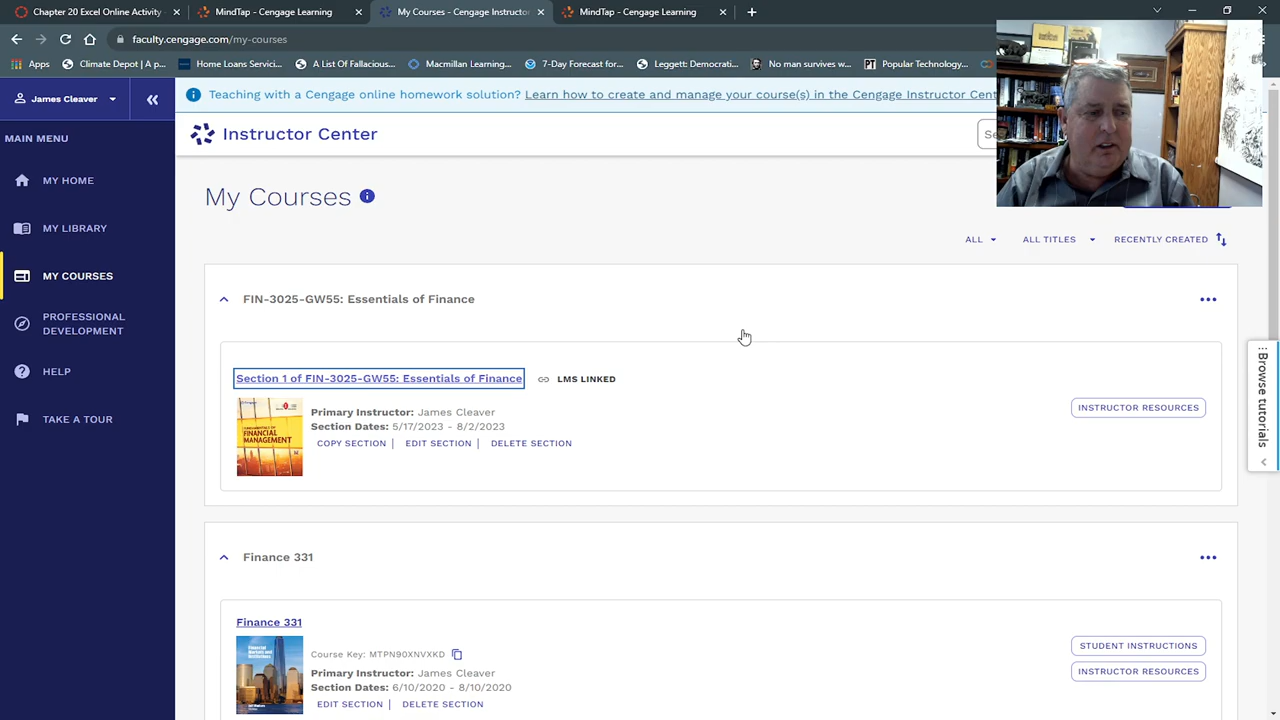 Chapter 20 Excel Online Activity
MindTap - Cengage Learning
My Courses - Cengage Instructor
MindTap - Cengage Learning
faculty.cengage.com/my-courses
Apps
Climate Depot | A p...
Home Loans Servic...
A List Of Fallacious...
Macmillan Learning...
7-Day Forecast for...
Leggett: Democrati...
No man survives w...
Popular Technology...
James Cleaver
Teaching with a Cengage online homework solution? Learn how to create and manage your course(s) in the Cengage Instructor Cent
MAIN MENU
Instructor Center
MY HOME
MY LIBRARY
MY COURSES
PROFESSIONAL
DEVELOPMENT
HELP
TAKE A TOUR
My Courses
ALL
ALL TITLES
RECENTLY CREATED
FIN-3025-GW55: Essentials of Finance
Section 1 of FIN-3025-GW55: Essentials of Finance
LMS LINKED
FINANCIAL
MANAGEMENT
Primary Instructor: James Cleaver
Section Dates: 5/17/2023 - 8/2/2023
COPY SECTION | EDIT SECTION | DELETE SECTION
INSTRUCTOR RESOURCES
Browse tutorials
Finance 331
Finance 331
Course Key: MTPN90XNVXKD
Primary Instructor: James Cleaver
Section Dates: 6/10/2020 - 8/10/2020
EDIT SECTION | DELETE SECTION
STUDENT INSTRUCTIONS
INSTRUCTOR RESOURCES